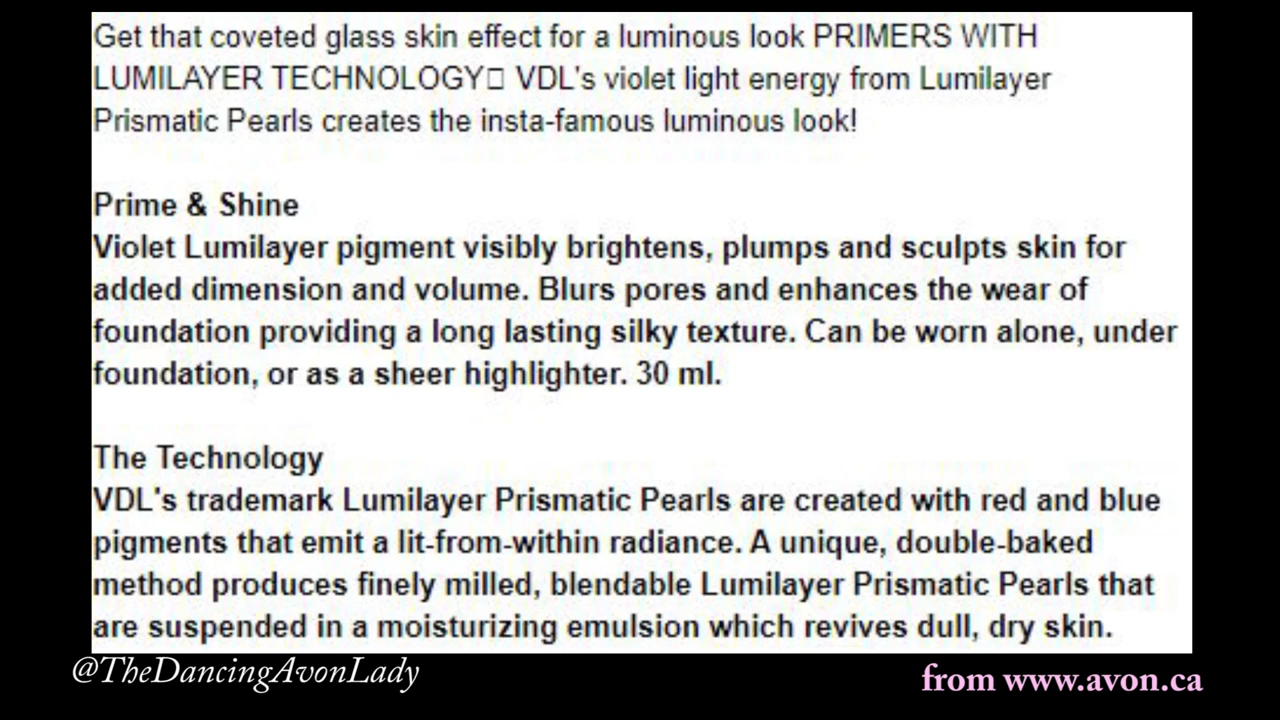 Get that coveted glass skin effect for a luminous look PRIMERS WITH
LUMILAYER TECHNOLOGY□ VDL's violet light energy from Lumilayer
Prismatic Pearls creates the insta-famous luminous look!
Prime & Shine
Violet Lumilayer pigment visibly brightens, plumps and sculpts skin for
added dimension and volume. Blurs pores and enhances the wear of
foundation providing a long lasting silky texture. Can be worn alone, under
foundation, or as a sheer highlighter. 30 ml.
The Technology
VDL's trademark Lumilayer Prismatic Pearls are created with red and blue
pigments that emit a lit-from-within radiance. A unique, double-baked
method produces finely milled, blendable Lumilayer Prismatic Pearls that
are suspended in a moisturizing emulsion which revives dull, dry skin.
@TheDancingAvonLady
from www.avon.ca